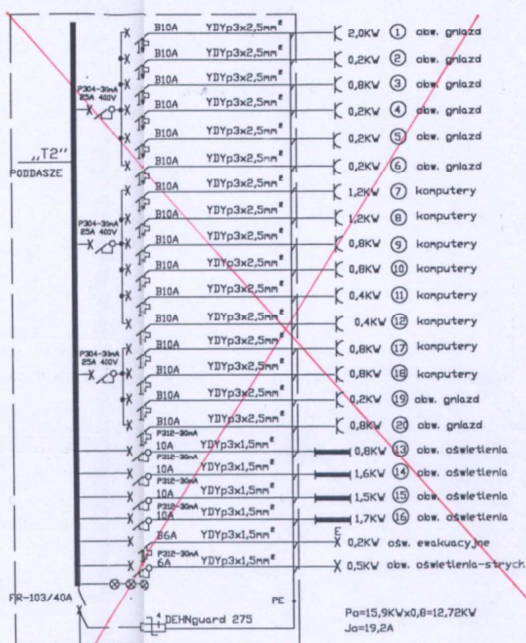 B10A YDYp3x2,5mm² 2,0KW 1 obw. gniazd
B10A YDYp3x2,5mm² 0,2KW 2 obw. gniazd
B10A YDYp3x2,5mm² 0,8KW 3 obw. gniazd
P304-30mA
25A 400V
B10A YDYp3x2,5mm² 0,2KW 4 obw. gniazd
B10A YDYp3x2,5mm² 0,2KW 5 obw. gniazd
„T2”
PODDASZE
B10A YDYp3x2,5mm² 0,2KW 6 obw. gniazd
B10A YDYp3x2,5mm² 1,2KW 7 komputery
B10A YDYp3x2,5mm² 1,2KW 8 komputery
P304-30mA
25A 400V
B10A YDYp3x2,5mm² 0,8KW 9 komputery
B10A YDYp3x2,5mm² 0,8KW 10 komputery
B10A YDYp3x2,5mm² 0,4KW 11 komputery
B10A YDYp3x2,5mm² 0,4KW 12 komputery
B10A YDYp3x2,5mm² 0,8KW 17 komputery
P304-30mA
25A 400V
B10A YDYp3x2,5mm² 0,8KW 18 komputery
B10A YDYp3x2,5mm² 0,2KW 19 obw. gniazd
B10A YDYp3x2,5mm² 0,8KW 20 obw. gniazd
P312-30mA
10A YDYp3x1,5mm² 0,8KW 13 obw. oświetlenia
P312-30mA
10A YDYp3x1,5mm² 1,6KW 14 obw. oświetlenia
P312-30mA
10A YDYp3x1,5mm² 1,5KW 15 obw. oświetlenia
P312-30mA
10A YDYp3x1,5mm² 1,7KW 16 obw. oświetlenia
E
B6A YDYp3x1,5mm² 0,2KW ośw. ewakuacyjne
P312-30mA
6A YDYp3x1,5mm² 0,5KW obw. oświetlenia-strych
FR-103/40A
PE
4
DEHNguard 275
Po=15,9KWx0,8=12,72KW
Jo=19,2A